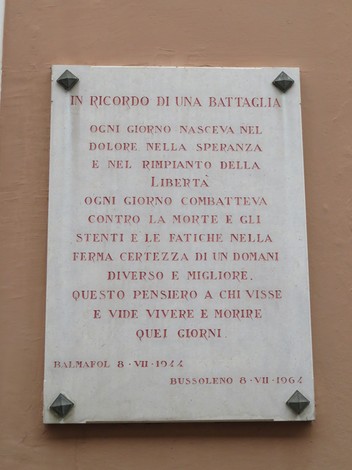 IN RICORDO DI UNA BATTAGLIA
OGNI GIORNO NASCEVA NEL
DOLORE NELLA SPERANZA
E NEL RIMPIANTO DELLA
LIBERTÀ
OGNI GIORNO COMBATTEVA
CONTRO LA MORTE E GLI
STENTI E LE FATICHE NELLA
FERMA CERTEZZA DI UN DOMANI
DIVERSO E MIGLIORE.
QUESTO PENSIERO A CHI VISSE
E VIDE VIVERE E MORIRE
QUEI GIORNI
BALMAFOL 8-VII-1944
BUSSOLENO 8-VII-1964